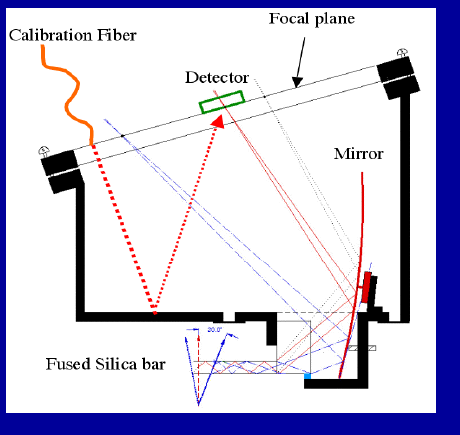 Focal plane
Calibration Fiber
Detector
Mirror
20.0°
Fused Silica bar